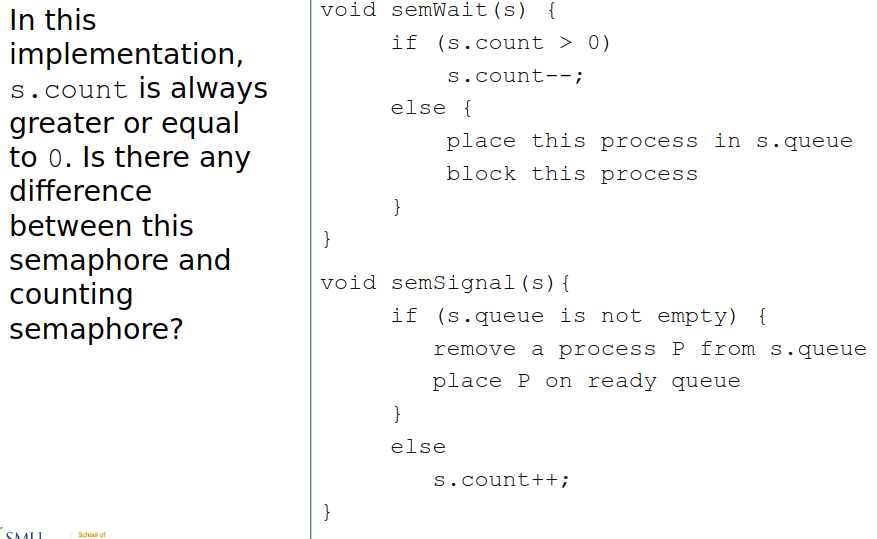 In this
implementation,
s.count is always
greater or equal
to 0. Is there any
difference
between this
semaphore and
counting
semaphore?
void semWait(s) {
if (s.count > 0)
s.count--;
else {
place this process in s.queue
block this process
}
}
void semSignal(s){
if (s.queue is not empty) {
remove a process P from s.queue
place P on ready queue
}
else
s.count++;
}
School of